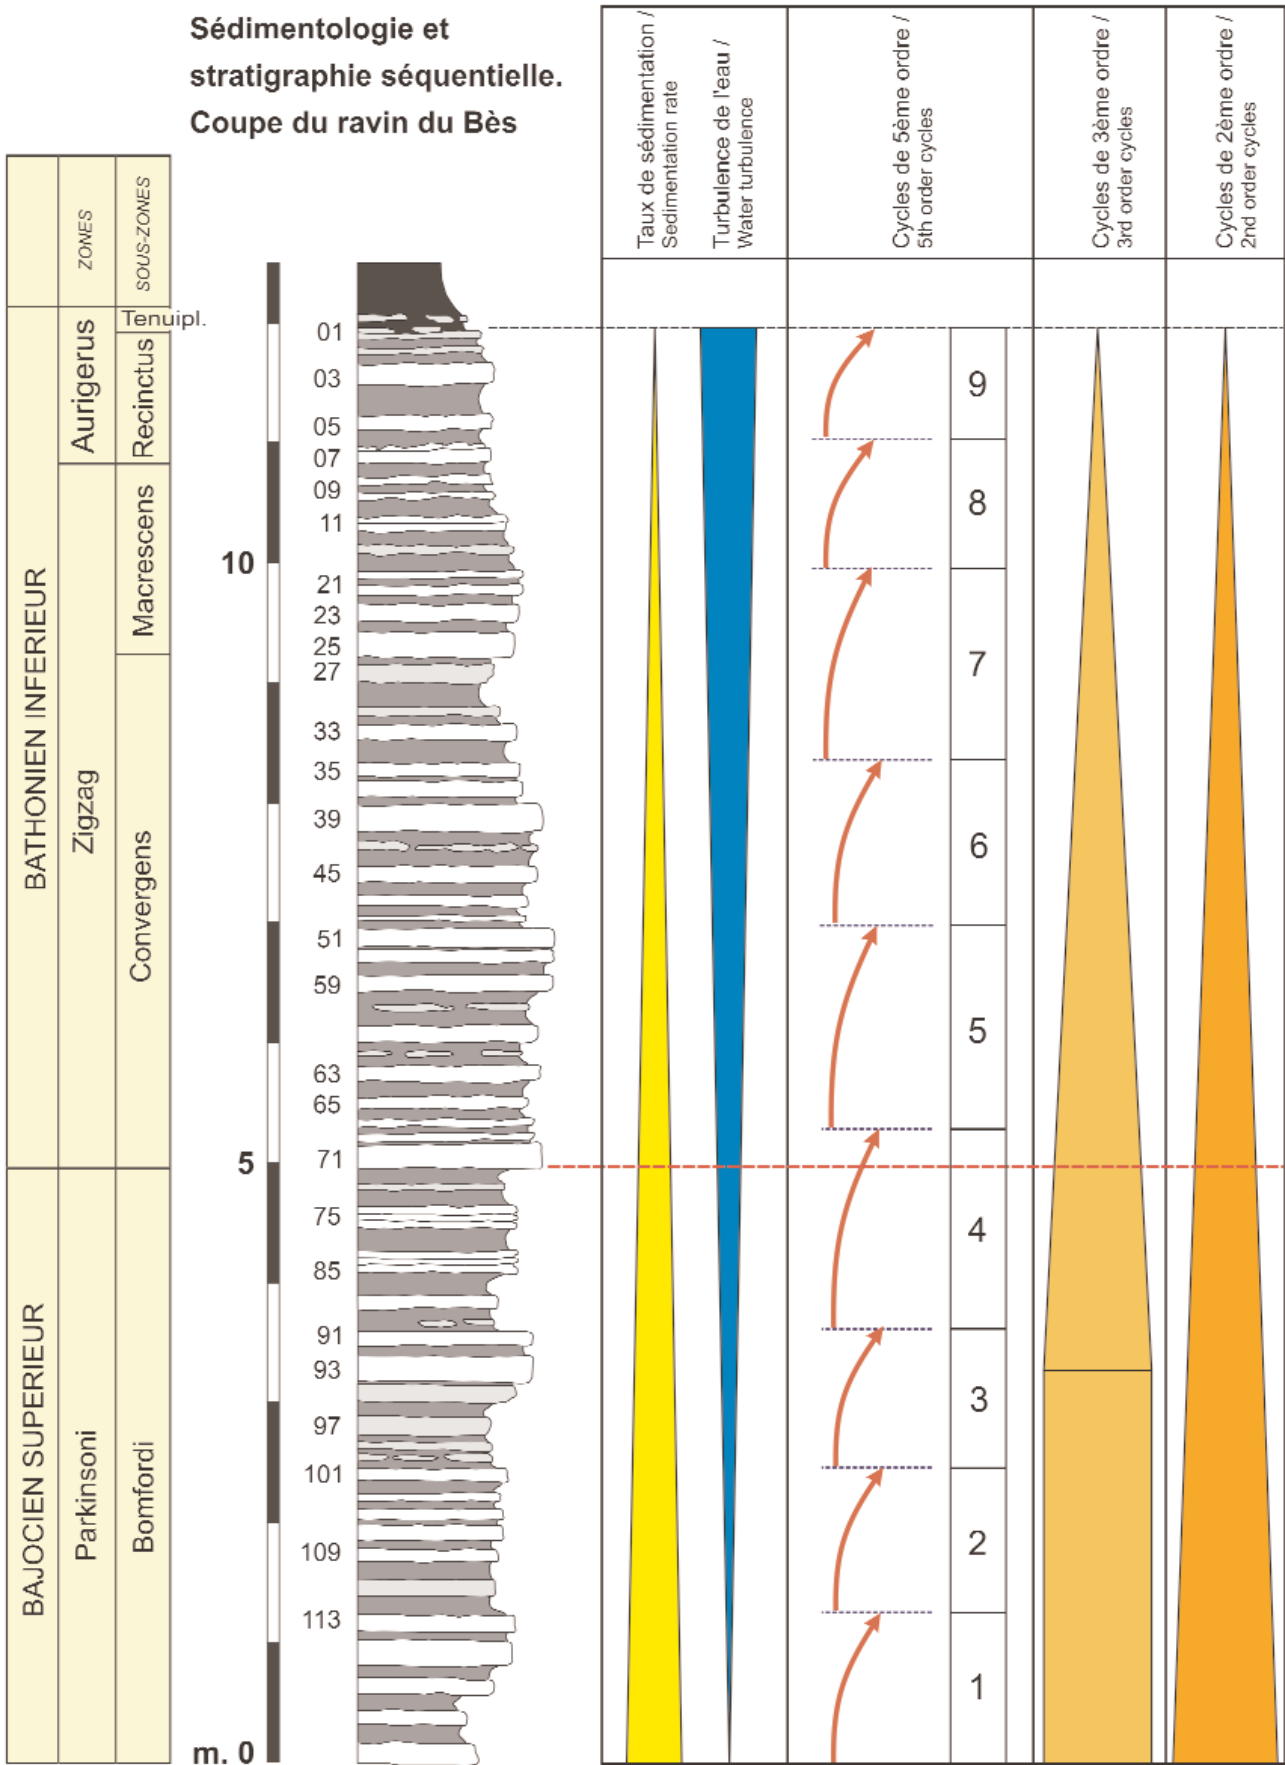 Sédimentologie et
stratigraphie séquentielle.
Coupe du ravin du Bès
Taux de sédimentation /
Sedimentation rate
Turbulence de l'eau /
Water turbulence
Cycles de 5ème ordre /
5th order cycles
Cycles de 3ème ordre /
3rd order cycles
Cycles de 2ème ordre /
2nd order cycles
ZONES
SOUS-ZONES
BATHONIEN INFERIEUR
BAJOCIEN SUPERIEUR
Aurigerus
Zigzag
Parkinsoni
Tenuipl.
Recinctus
Macrescens
Convergens
Bomfordi
10
5
m. 0
01
03
05
07
09
11
21
23
25
27
33
35
39
45
51
59
63
65
71
75
85
91
93
97
101
109
113
9
8
7
6
5
4
3
2
1